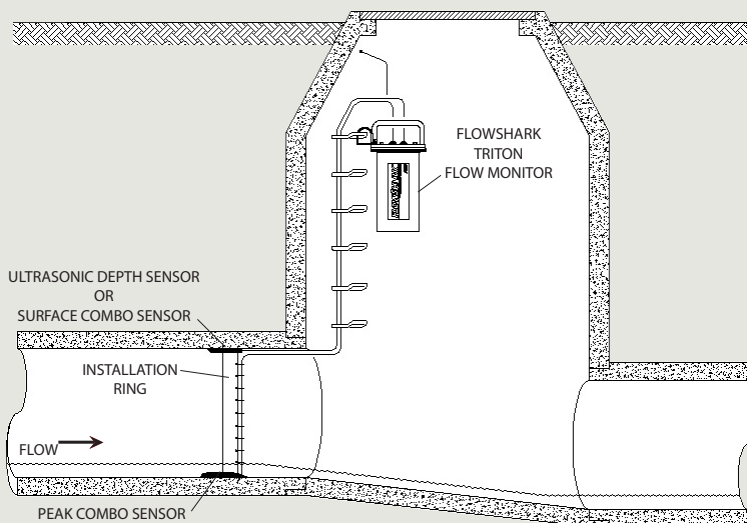 FLOWSHARK
TRITON
FLOW MONITOR
ULTRASONIC DEPTH SENSOR
OR
SURFACE COMBO SENSOR
INSTALLATION
RING
FLOW
PEAK COMBO SENSOR